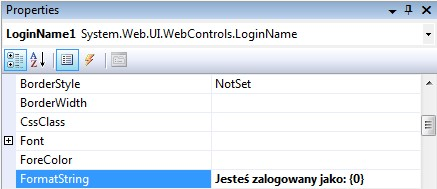 Properties
LoginName1 System.Web.UI.WebControls.LoginName
BorderStyle NotSet
BorderWidth
CssClass
Font
ForeColor
FormatString Jesteś zalogowany jako: {0}